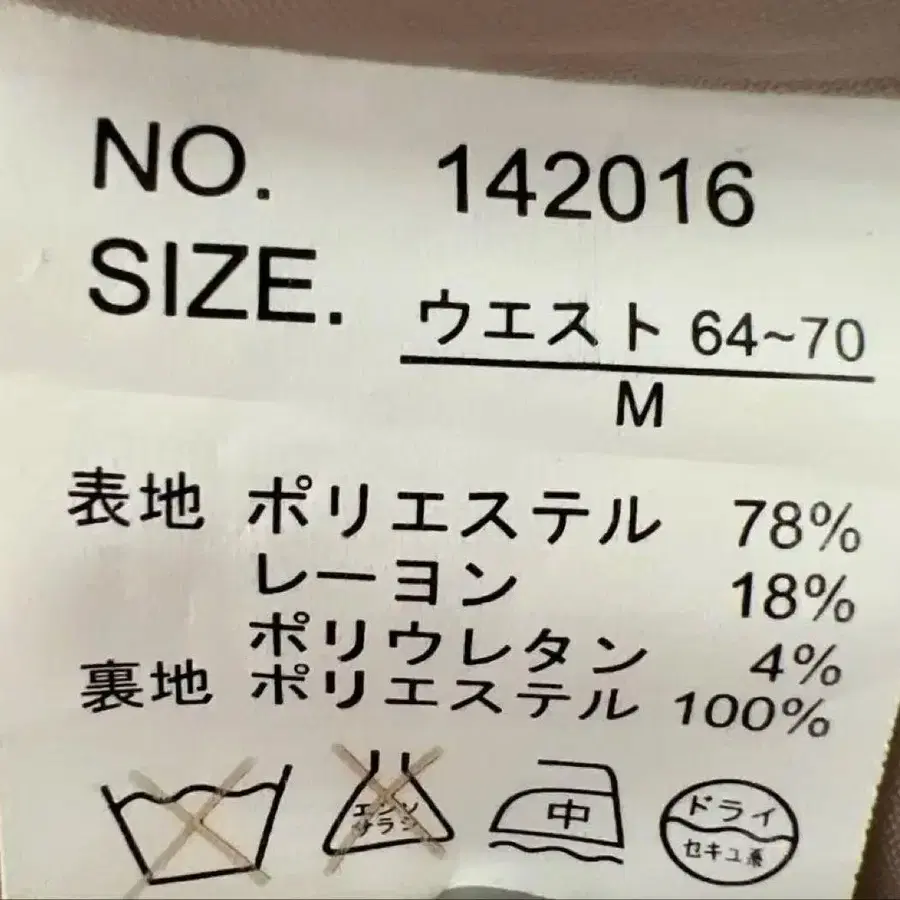 NO. 142016
SIZE. ウエスト 64~70
M
表地 ポリエステル 78%
レーヨン 18%
ポリウレタン 4%
裏地 ポリエステル 100%
エンソ
サラシ
中
ドライ
セキユ系